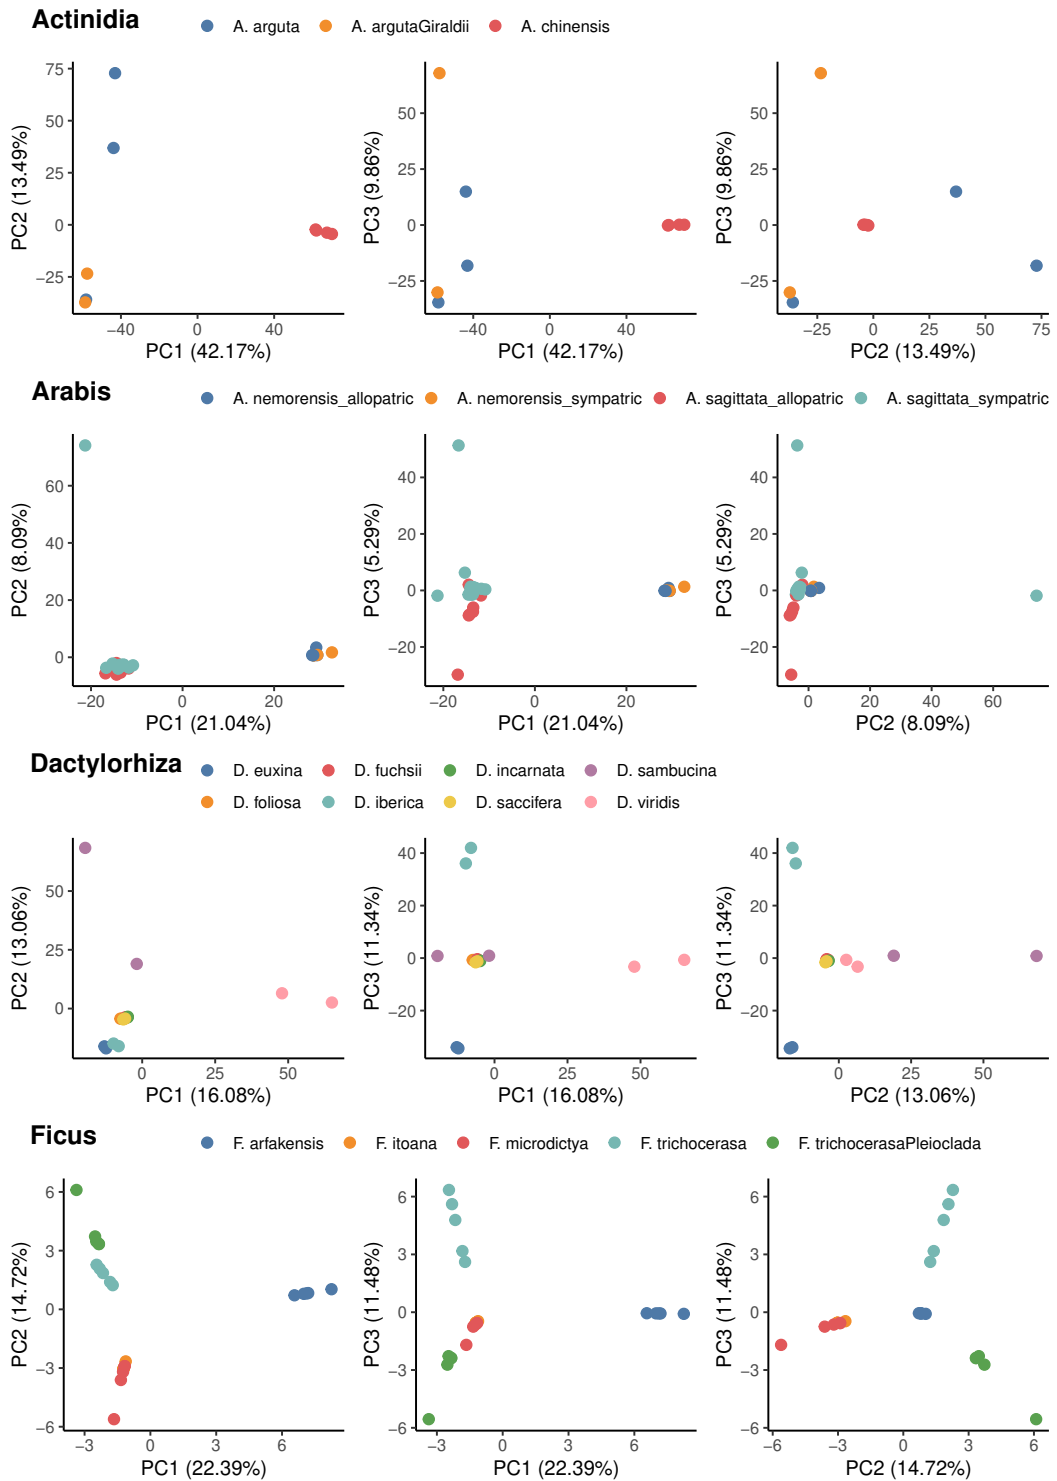 Actinidia
A. arguta A. argutaGiraldii A. chinensis
75
50
25
0
−25
PC2 (13.49%)
−40 0 40
PC1 (42.17%)
50
25
0
−25
PC3 (9.86%)
−40 0 40
PC1 (42.17%)
50
25
0
−25
PC3 (9.86%)
−25 0 25 50 75
PC2 (13.49%)
Arabis
A. nemorensis_allopatric A. nemorensis_sympatric A. sagittata_allopatric A. sagittata_sympatric
60
40
20
0
PC2 (8.09%)
−20 0 20
PC1 (21.04%)
40
20
0
−20
PC3 (5.29%)
−20 0 20
PC1 (21.04%)
40
20
0
−20
PC3 (5.29%)
0 20 40 60
PC2 (8.09%)
Dactylorhiza
D. euxina D. fuchsii D. incarnata D. sambucina
D. foliosa D. iberica D. saccifera D. viridis
50
25
0
PC2 (13.06%)
0 50
PC1 (16.08%)
40
20
0
−20
PC3 (11.34%)
0 25 50
PC1 (16.08%)
40
20
0
−20
PC3 (11.34%)
0 25 50
PC2 (13.06%)
Ficus
F. arfakensis F. itoana F. microdictya F. trichocerasa F. trichocerasaPleioclada
6
3
0
−3
−6
PC2 (14.72%)
−3 0 6
PC1 (22.39%)
6
3
0
−3
−6
PC3 (11.48%)
−3 0 6
PC1 (22.39%)
6
3
0
−3
−6
PC3 (11.48%)
−6 −3 0 3 6
PC2 (14.72%)